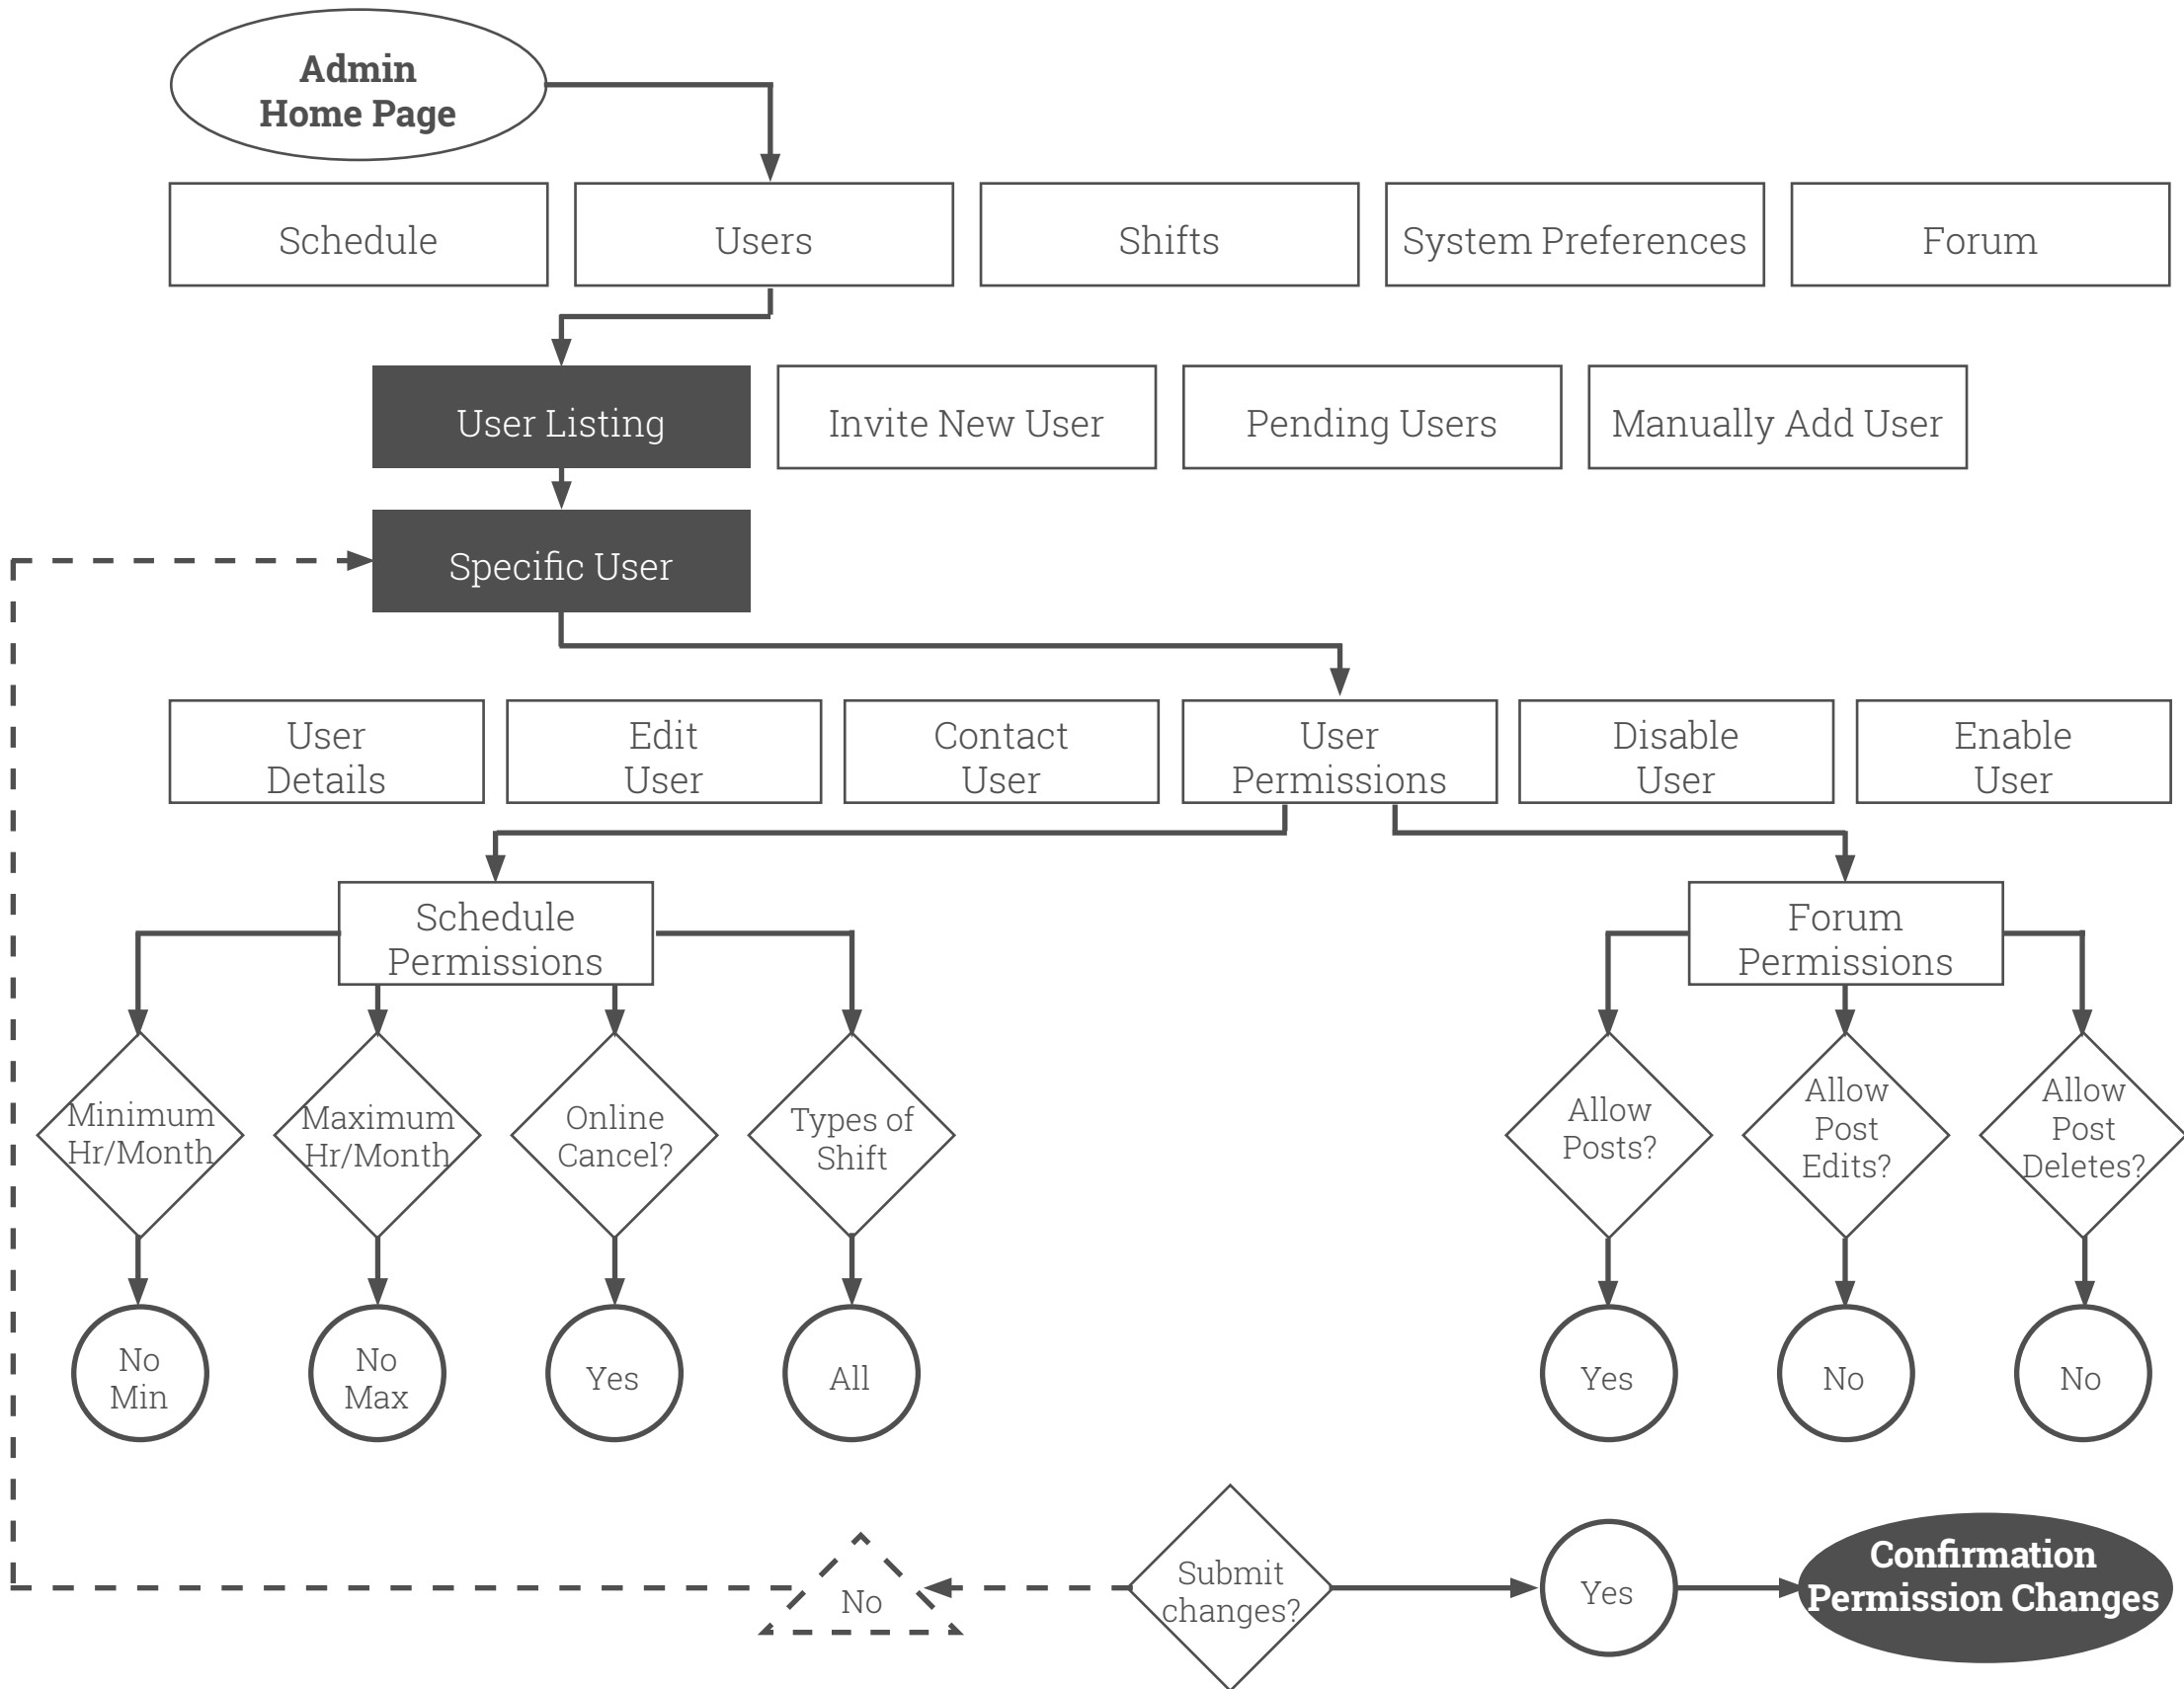 Admin
Home Page
Schedule
Users
Shifts
System Preferences
Forum
User Listing
Invite New User
Pending Users
Manually Add User
Specific User
User
Details
Edit
User
Contact
User
User
Permissions
Disable
User
Enable
User
Schedule
Permissions
Forum
Permissions
Minimum
Hr/Month
Maximum
Hr/Month
Online
Cancel?
Types of
Shift
Allow
Posts?
Allow
Post
Edits?
Allow
Post
Deletes?
No
Min
No
Max
Yes
All
Yes
No
No
No
Submit
changes?
Yes
Confirmation
Permission Changes